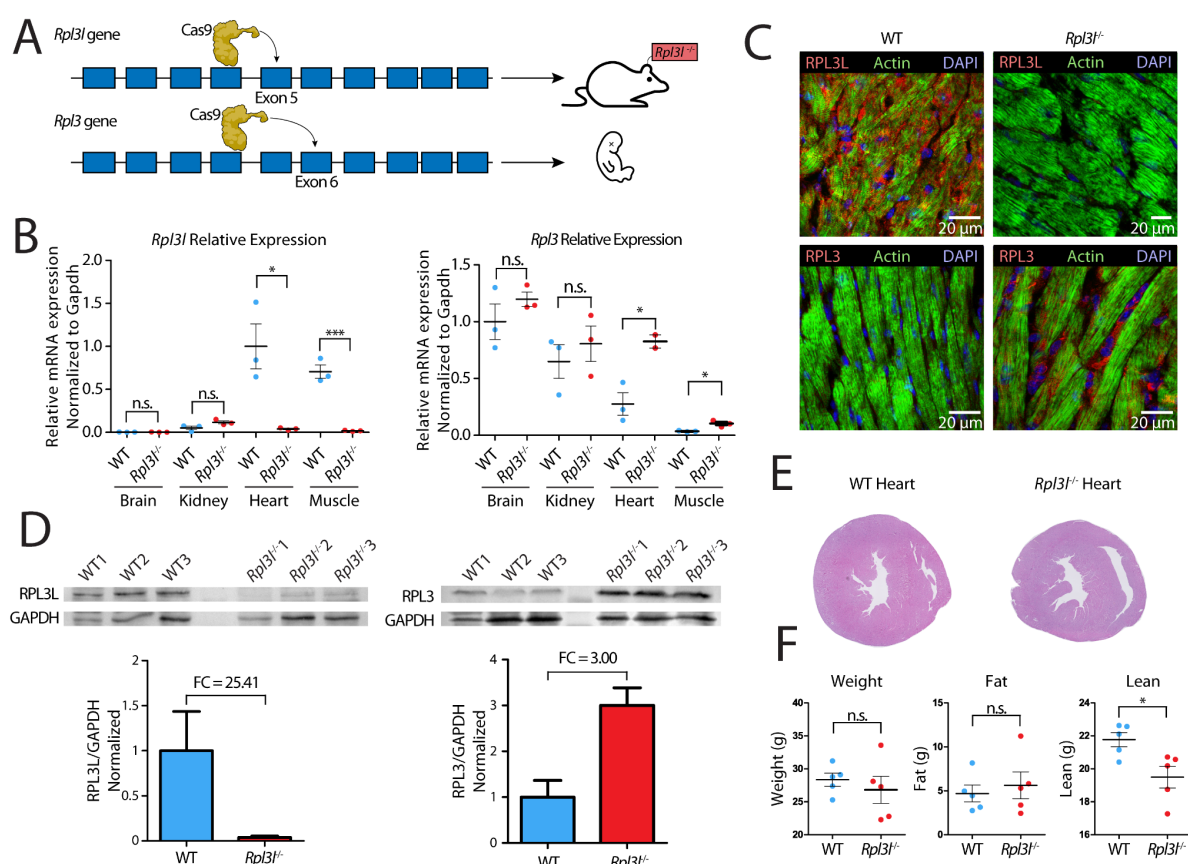 A
Rpl3l gene
Cas9
Exon 5
Rpl3l -/-
Rpl3 gene
Cas9
Exon 6
B
Rpl3l Relative Expression
Relative mRNA expression
Normalized to Gapdh
2.0
1.5
1.0
0.5
0.0
n.s.
n.s.
*
***
WT
Rpl3l-/-
WT
Rpl3l-/-
WT
Rpl3l-/-
WT
Rpl3l-/-
Brain
Kidney
Heart
Muscle
Rpl3 Relative Expression
Relative mRNA expression
Normalized to Gapdh
1.5
1.0
0.5
0.0
n.s.
n.s.
*
*
WT
Rpl3l-/-
WT
Rpl3l-/-
WT
Rpl3l-/-
WT
Rpl3l-/-
Brain
Kidney
Heart
Muscle
C
WT
Rpl3l-/-
RPL3L Actin DAPI
20 µm
RPL3L Actin DAPI
20 µm
RPL3 Actin DAPI
20 µm
RPL3 Actin DAPI
20 µm
D
WT1 WT2 WT3 Rpl3l-/-1 Rpl3l-/-2 Rpl3l-/-3
RPL3L
GAPDH
RPL3L/GAPDH
Normalized
2
1.5
1
0.5
0
FC = 25.41
WT
Rpl3l-/-
WT1 WT2 WT3 Rpl3l-/-1 Rpl3l-/-2 Rpl3l-/-3
RPL3
GAPDH
RPL3/GAPDH
Normalized
4
3
2
1
0
FC = 3.00
WT
Rpl3l-/-
E
WT Heart
Rpl3l-/- Heart
F
Weight
Weight (g)
40
35
30
25
20
n.s.
WT Rpl3l-/-
Fat
Fat (g)
15
10
5
0
n.s.
WT Rpl3l-/-
Lean
Lean (g)
24
22
20
18
16
*
WT Rpl3l-/-